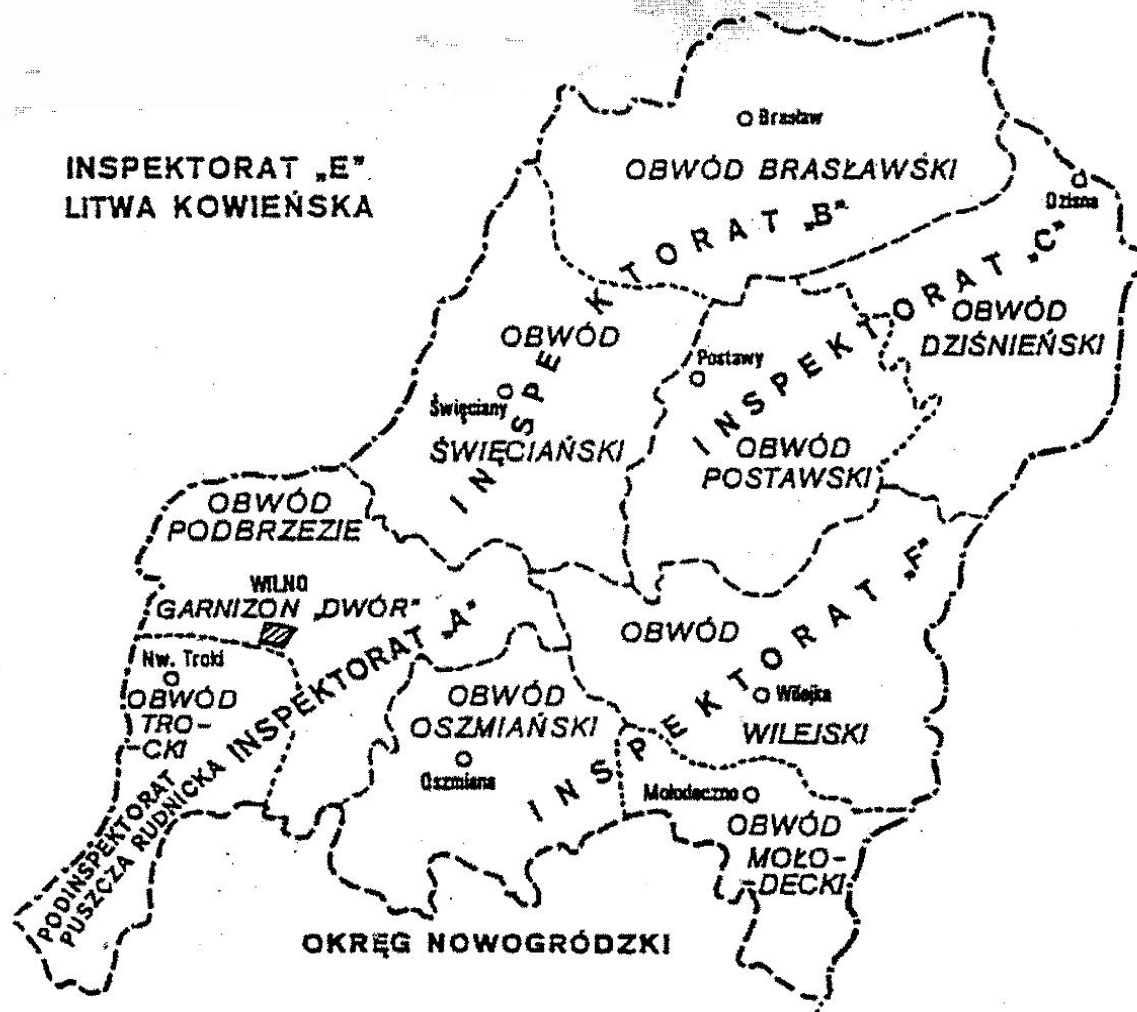 INSPEKTORAT „E"
LITWA KOWIEŃSKA
Brasław
OBWÓD BRASŁAWSKI
Dzisna
INSPEKTORAT „B"
INSPEKTORAT „C"
OBWÓD
DZIŚNIEŃSKI
OBWÓD
Święciany
ŚWIĘCIAŃSKI
Postawy
OBWÓD
POSTAWSKI
OBWÓD
PODBRZEZIE
WILNO
GARNIZON „DWÓR"
INSPEKTORAT „A"
INSPEKTORAT „F"
OBWÓD
Wilejka
WILEJSKI
Nw. Troki
OBWÓD
TRO-
CKI
OBWÓD
OSZMIAŃSKI
Oszmiana
Mołodeczno
OBWÓD
MOŁO-
-DECKI
PODINSPEKTORAT
PUSZCZA RUDNICKA
OKRĘG NOWOGRÓDZKI